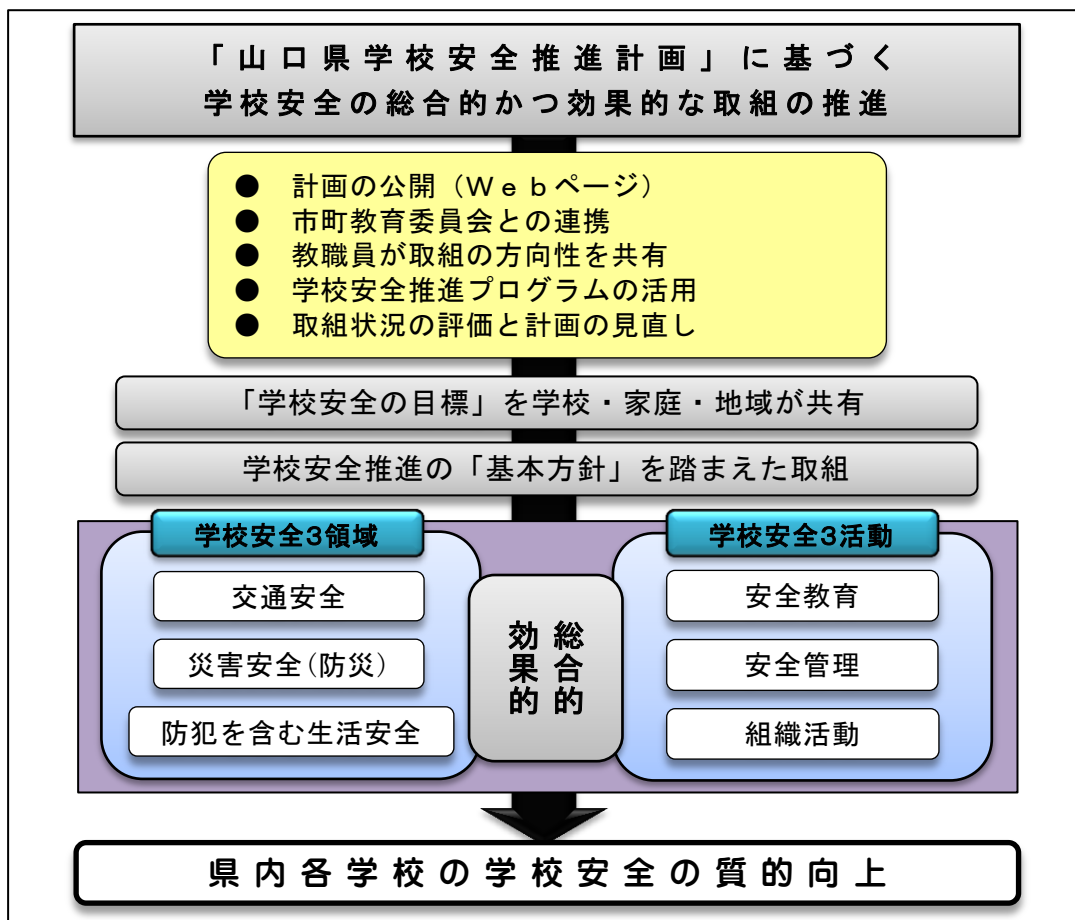 「山口県学校安全推進計画」に基づく
学校安全の総合的かつ効果的な取組の推進
● 計画の公開（Ｗｅｂページ）
● 市町教育委員会との連携
● 教職員が取組の方向性を共有
● 学校安全推進プログラムの活用
● 取組状況の評価と計画の見直し
「学校安全の目標」を学校・家庭・地域が共有
学校安全推進の「基本方針」を踏まえた取組
学校安全3領域
交通安全
災害安全(防災)
防犯を含む生活安全
総合的
効果的
学校安全3活動
安全教育
安全管理
組織活動
県内各学校の学校安全の質的向上